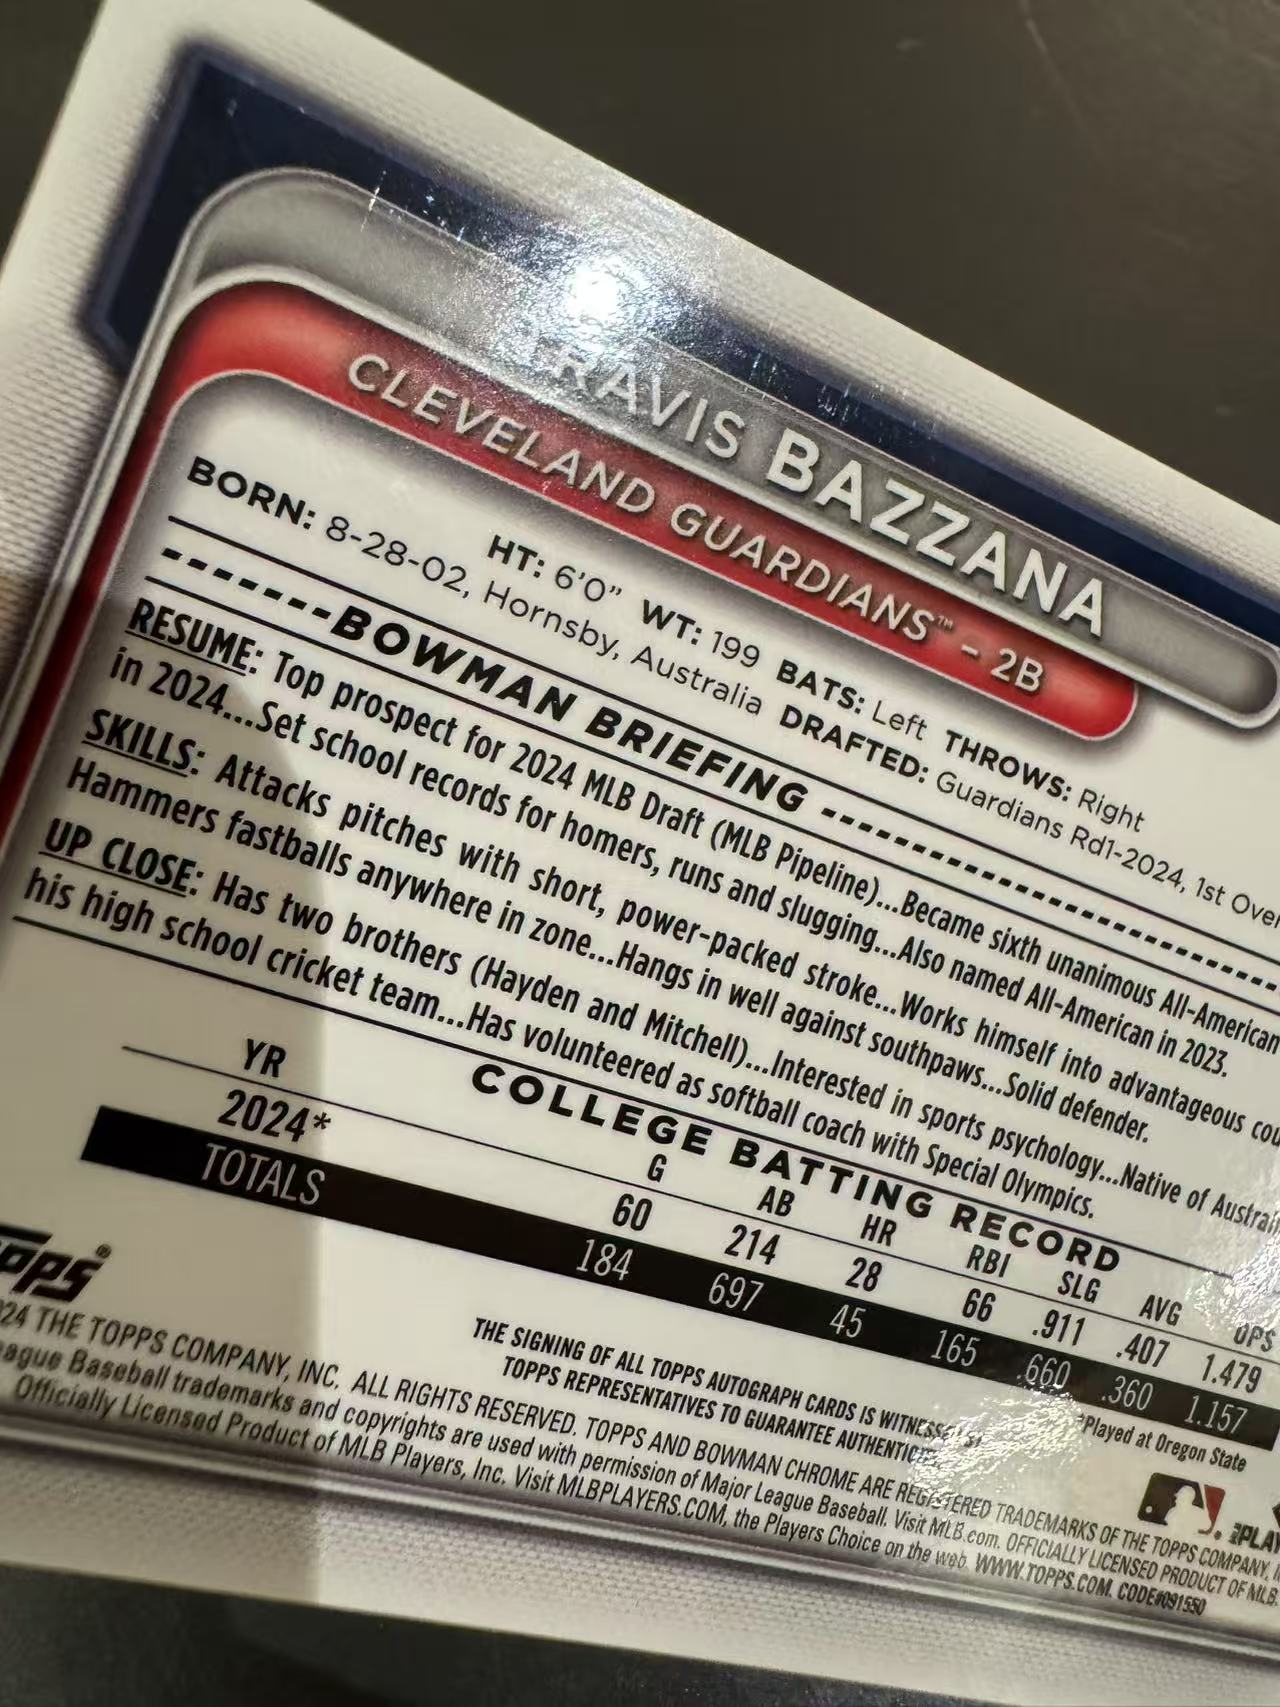 TRAVIS BAZZANA
CLEVELAND GUARDIANS™ – 2B
HT: 6'0" WT: 199 BATS: Left THROWS: Right
BORN: 8-28-02, Hornsby, Australia DRAFTED: Guardians Rd1-2024, 1st Over
BOWMAN BRIEFING
RESUME: Top prospect for 2024 MLB Draft (MLB Pipeline)...Became sixth unanimous All-American
in 2024...Set school records for homers, runs and slugging...Also named All-American in 2023.
SKILLS: Attacks pitches with short, power-packed stroke...Works himself into advantageous cou
Hammers fastballs anywhere in zone...Hangs in well against southpaws...Solid defender.
UP CLOSE: Has two brothers (Hayden and Mitchell)...Interested in sports psychology...Native of Austral
his high school cricket team...Has volunteered as softball coach with Special Olympics.
COLLEGE BATTING RECORD
YR G AB HR RBI SLG AVG OPS
2024* 60 214 28 66 .911 .407 1.479
TOTALS 184 697 45 165 .660 .360 1.157
*Played at Oregon State
THE SIGNING OF ALL TOPPS AUTOGRAPH CARDS IS WITNESSED BY
TOPPS REPRESENTATIVES TO GUARANTEE AUTHENTIC
opps®
24 THE TOPPS COMPANY, INC. ALL RIGHTS RESERVED. TOPPS AND BOWMAN CHROME ARE REGISTERED TRADEMARKS OF THE TOPPS COMPANY,
ague Baseball trademarks and copyrights are used with permission of Major League Baseball. Visit MLB.com. OFFICIALLY LICENSED PRODUCT OF MLB
Officially Licensed Product of MLB Players, Inc. Visit MLBPLAYERS.COM, the Players Choice on the web. WWW.TOPPS.COM. CODE#091550
PLAY